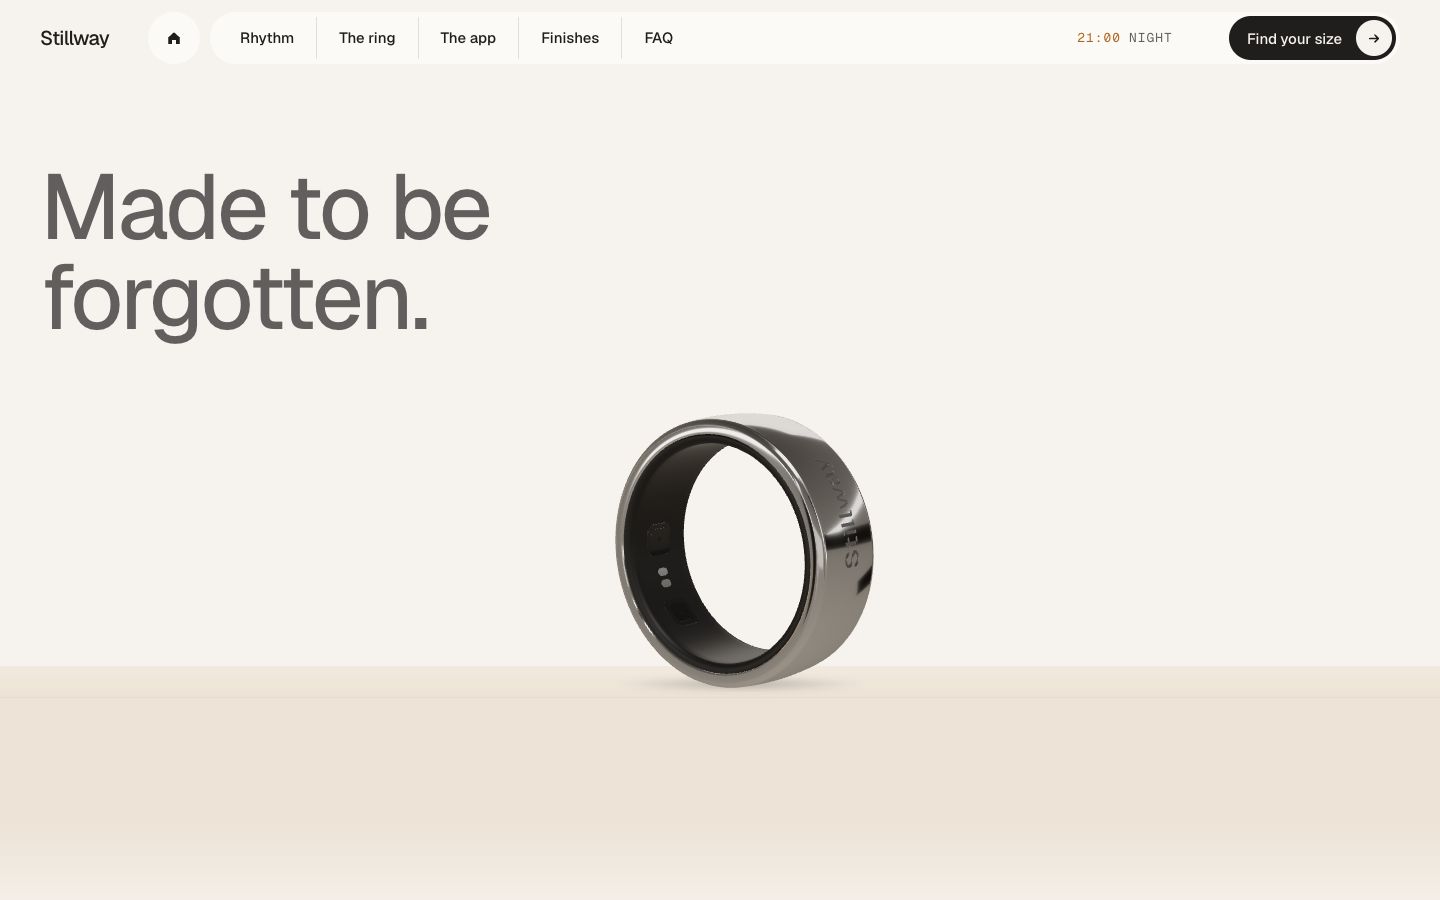 Stillway
Rhythm
The ring
The app
Finishes
FAQ
21:00 NIGHT
Find your size
Made to be
forgotten.
Stillway